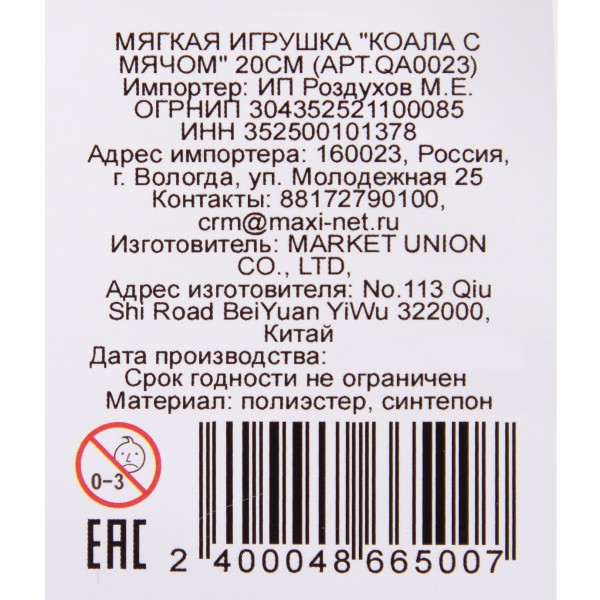 МЯГКАЯ ИГРУШКА "КОАЛА С
МЯЧОМ" 20СМ (АРТ.QA0023)
Импортер: ИП Роздухов М.Е.
ОГРНИП 304352521100085
ИНН 352500101378
Адрес импортера: 160023, Россия,
г. Вологда, ул. Молодежная 25
Контакты: 88172790100,
crm@maxi-net.ru
Изготовитель: MARKET UNION
CO., LTD,
Адрес изготовителя: No.113 Qiu
Shi Road BeiYuan YiWu 322000,
Китай
Дата производства:
Срок годности не ограничен
Материал: полиэстер, синтепон
0-3
EAC
2 400048 665007